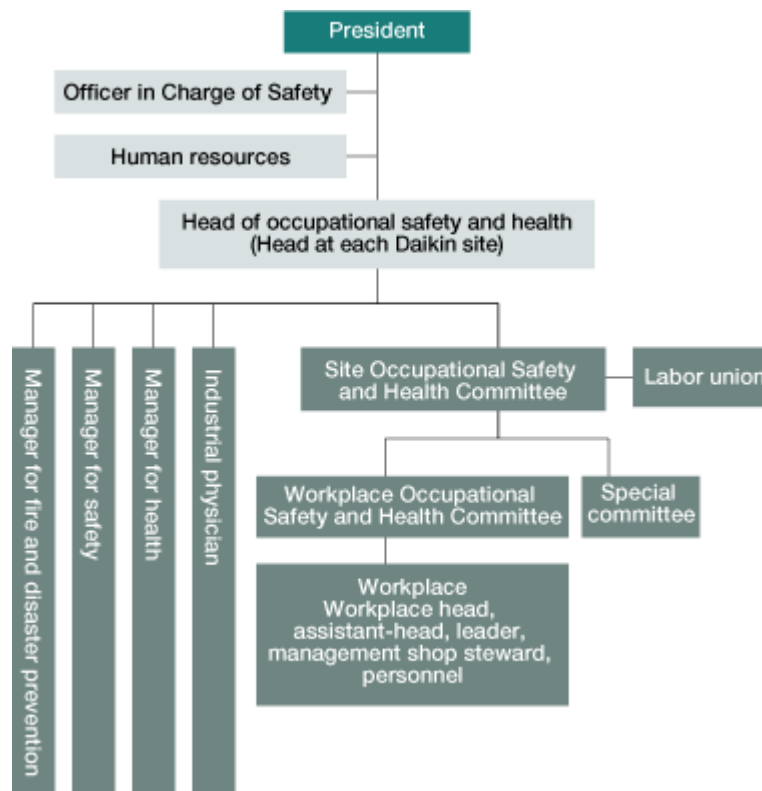 President
Officer in Charge of Safety
Human resources
Head of occupational safety and health
(Head at each Daikin site)
Manager for fire and disaster prevention
Manager for safety
Manager for health
Industrial physician
Site Occupational Safety
and Health Committee
Labor union
Workplace Occupational
Safety and Health Committee
Special
committee
Workplace
Workplace head,
assistant-head, leader,
management shop steward,
personnel